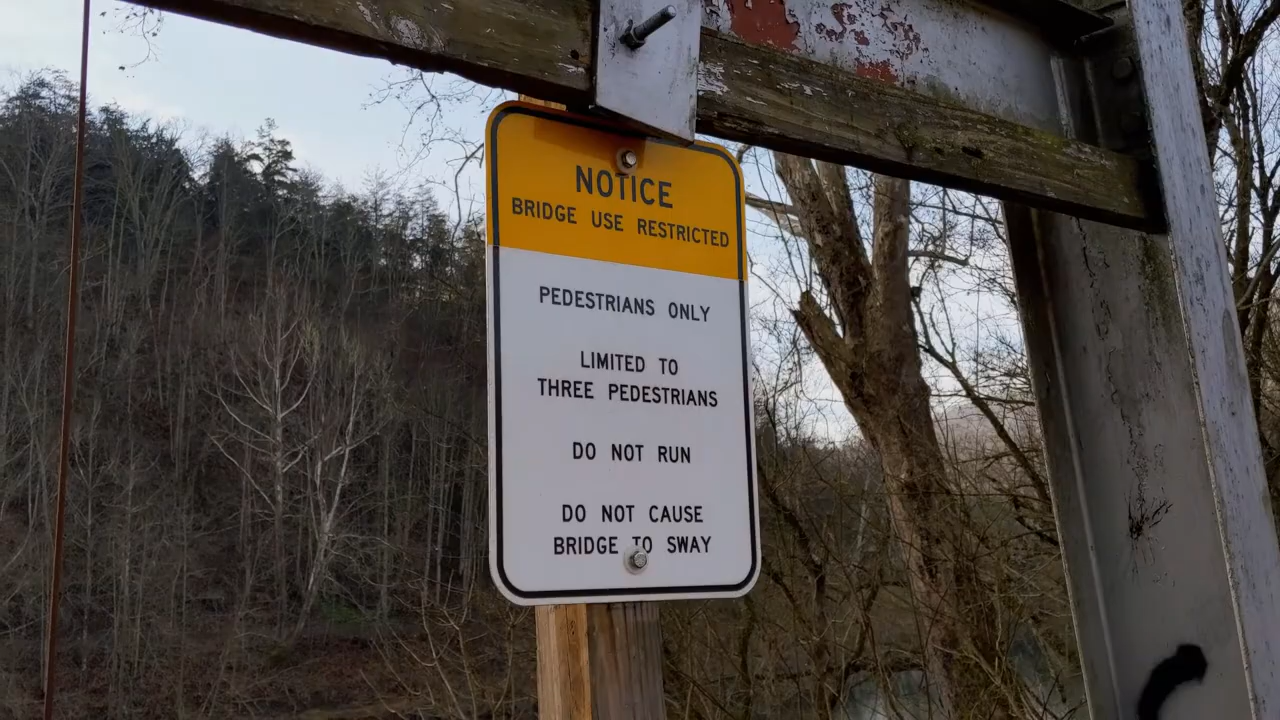 NOTICE
BRIDGE USE RESTRICTED
PEDESTRIANS ONLY
LIMITED TO
THREE PEDESTRIANS
DO NOT RUN
DO NOT CAUSE
BRIDGE TO SWAY